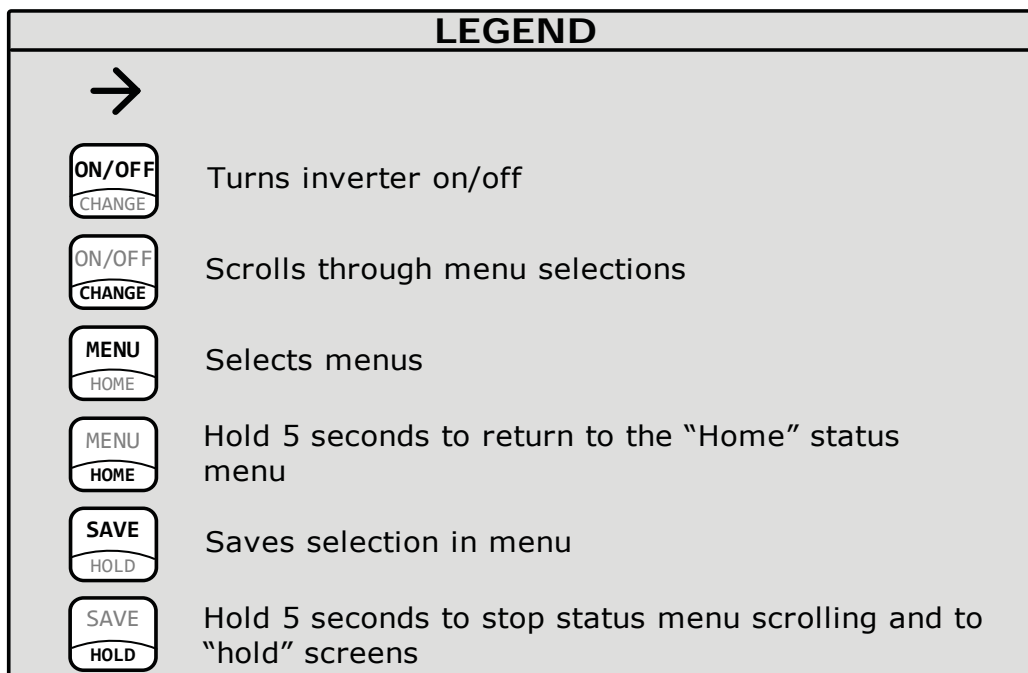 LEGEND
→
ON/OFF
CHANGE
Turns inverter on/off
ON/OFF
CHANGE
Scrolls through menu selections
MENU
HOME
Selects menus
MENU
HOME
Hold 5 seconds to return to the “Home” status
menu
SAVE
HOLD
Saves selection in menu
SAVE
HOLD
Hold 5 seconds to stop status menu scrolling and to
“hold” screens